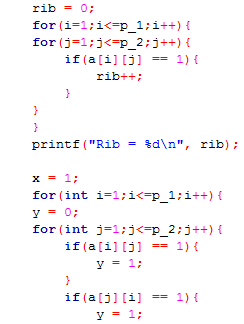 rib = 0;
for(i=1;i<=p_1;i++){
for(j=1;j<=p_2;j++){
if(a[i][j] == 1){
rib++;
}
}
}
printf("Rib = %d\n", rib);
x = 1;
for(int i=1;i<=p_1;i++){
y = 0;
for(int j=1;j<=p_2;j++){
if(a[i][j] == 1){
y = 1;
}
if(a[j][i] == 1){
y = 1;